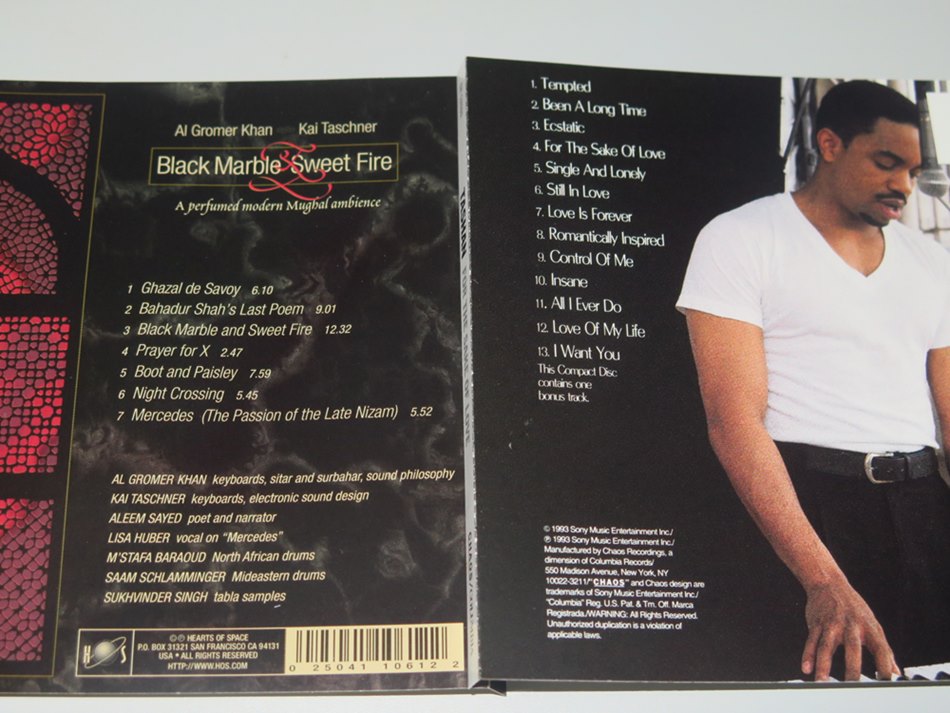 Al Gromer Khan Kai Taschner
Black Marble & Sweet Fire
A perfumed modern Mughal ambience
1 Ghazal de Savoy 6.10
2 Bahadur Shah's Last Poem 9.01
3 Black Marble and Sweet Fire 12.32
4 Prayer for X 2.47
5 Boot and Paisley 7.59
6 Night Crossing 5.45
7 Mercedes (The Passion of the Late Nizam) 5.52
AL GROMER KHAN keyboards, sitar and surbahar, sound philosophy
KAI TASCHNER keyboards, electronic sound design
ALEEM SAYED poet and narrator
LISA HUBER vocal on "Mercedes"
M'STAFA BARAOUD North African drums
SAAM SCHLAMMINGER Mideastern drums
SUKHVINDER SINGH tabla samples
H S
©℗ HEARTS OF SPACE
P.O. BOX 31321 SAN FRANCISCO CA 94131
USA * ALL RIGHTS RESERVED
HTTP://WWW.HOS.COM
0 25041 10612 2
1. Tempted
2. Been A Long Time
3. Ecstatic
4. For The Sake Of Love
5. Single And Lonely
6. Still In Love
7. Love Is Forever
8. Romantically Inspired
9. Control Of Me
10. Insane
11. All I Ever Do
12. Love Of My Life
13. I Want You
This Compact Disc
contains one
bonus track.
© 1993 Sony Music Entertainment Inc./
℗ 1993 Sony Music Entertainment Inc./
Manufactured by Chaos Recordings, a
dimension of Columbia Records/
550 Madison Avenue, New York, NY
10022-3211/"CHAOS" and Chaos design are
trademarks of Sony Music Entertainment Inc./
"Columbia" Reg. U.S. Pat. & Tm. Off. Marca
Registrada./WARNING: All Rights Reserved.
Unauthorized duplication is a violation of
applicable laws.